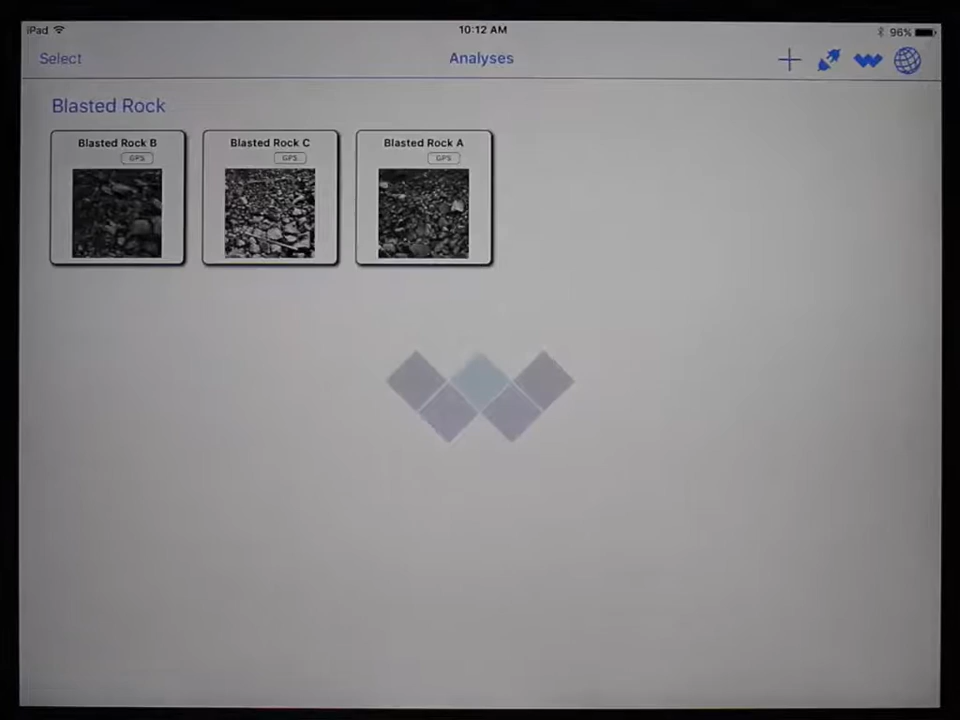 iPad 10:12 AM 96%
Select Analyses
Blasted Rock
Blasted Rock B Blasted Rock C Blasted Rock A
GPS GPS GPS